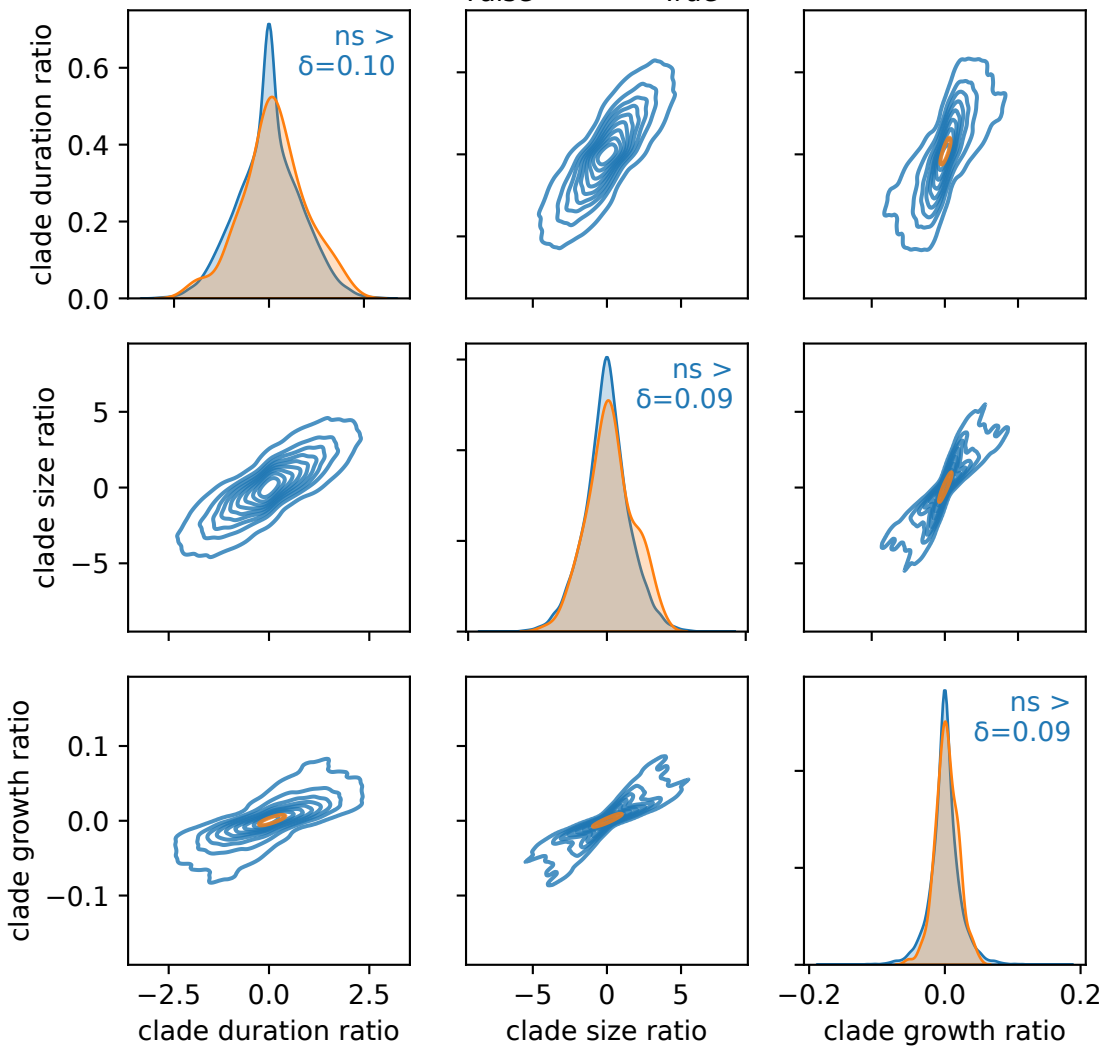 clade duration ratio
0.6
0.4
0.2
0.0
ns >
δ=0.10
clade size ratio
5
0
−5
ns >
δ=0.09
clade growth ratio
0.1
0.0
−0.1
ns >
δ=0.09
−2.5 0.0 2.5
−5 0 5
−0.2 0.0 0.2
clade duration ratio
clade size ratio
clade growth ratio